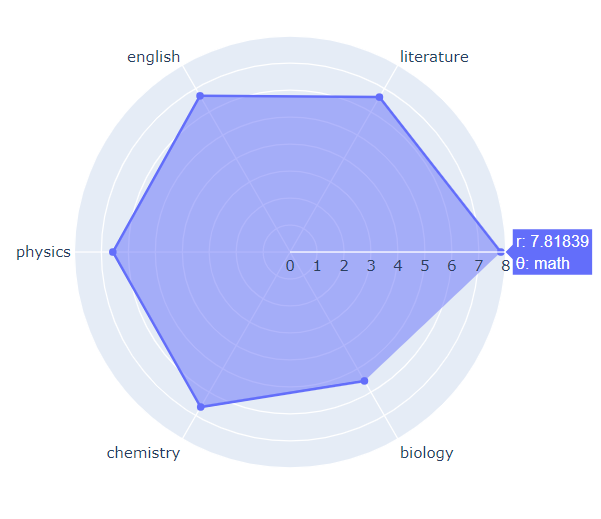 english
literature
physics
r: 7.81839
θ: math
0 1 2 3 4 5 6 7 8
chemistry
biology